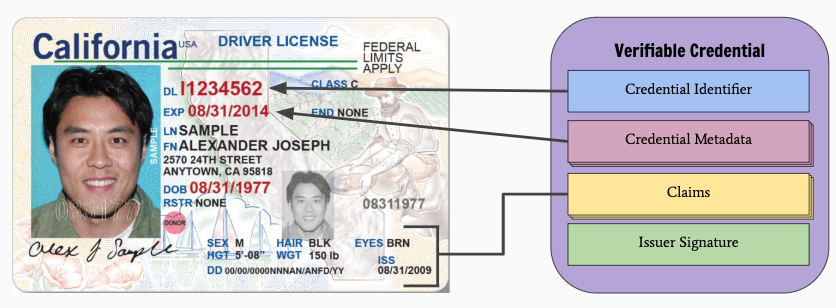 California USA DRIVER LICENSE
FEDERAL
LIMITS
APPLY
DL I1234562 CLASS C
EXP 08/31/2014 END NONE
LN SAMPLE
FN ALEXANDER JOSEPH
2570 24TH STREET
ANYTOWN, CA 95818
DOB 08/31/1977
RSTR NONE
08311977
DONOR
SAMPLE
Alex J Sample
SEX M HAIR BLK EYES BRN
HGT 5'-08" WGT 150 lb ISS
DD 00/00/0000NNNAN/ANFD/YY 08/31/2009
Verifiable Credential
Credential Identifier
Credential Metadata
Claims
Issuer Signature